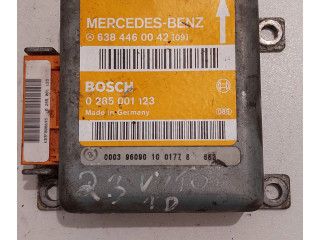 MERCEDES-BENZ
638 446 00 42 [09]
BOSCH
0 285 001 123
Made in Germany
0003 96090 10 0177 8
2.3 VITO